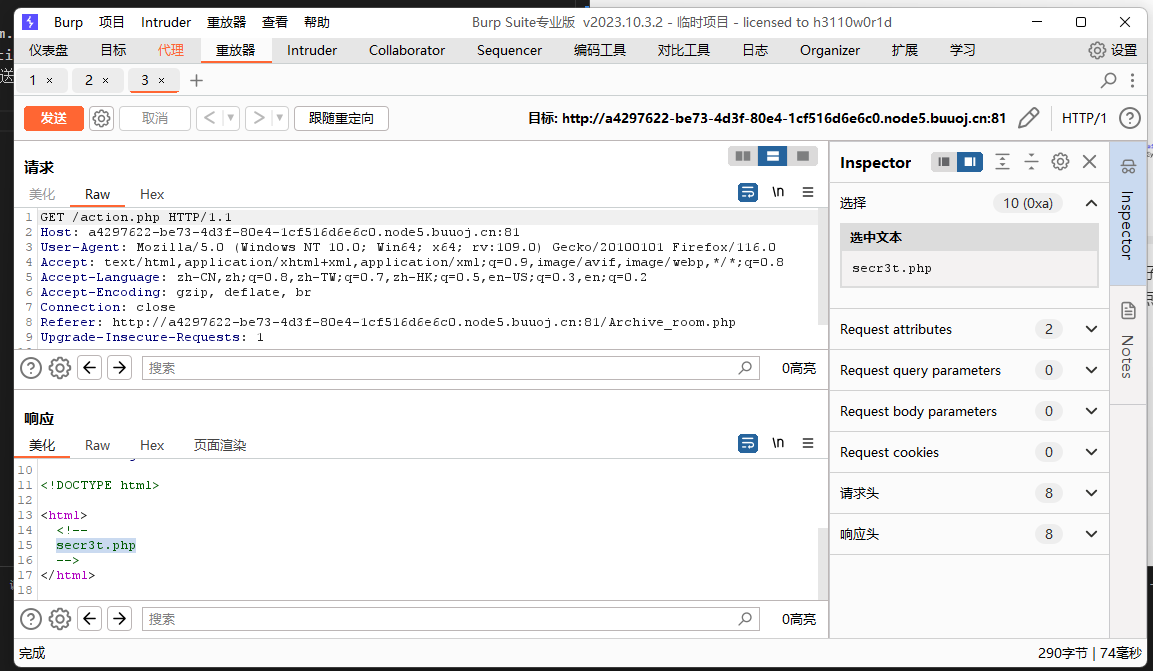 Burp 项目 Intruder 重放器 查看 帮助 Burp Suite专业版 v2023.10.3.2 - 临时项目 - licensed to h3110w0r1d
仪表盘 目标 代理 重放器 Intruder Collaborator Sequencer 编码工具 对比工具 日志 Organizer 扩展 学习 设置
1 × 2 × 3 × +
发送 取消 < > 跟随重定向 目标: http://a4297622-be73-4d3f-80e4-1cf516d6e6c0.node5.buuoj.cn:81 HTTP/1
请求
美化 Raw Hex \n
1 GET /action.php HTTP/1.1
2 Host: a4297622-be73-4d3f-80e4-1cf516d6e6c0.node5.buuoj.cn:81
3 User-Agent: Mozilla/5.0 (Windows NT 10.0; Win64; x64; rv:109.0) Gecko/20100101 Firefox/116.0
4 Accept: text/html,application/xhtml+xml,application/xml;q=0.9,image/avif,image/webp,*/*;q=0.8
5 Accept-Language: zh-CN,zh;q=0.8,zh-TW;q=0.7,zh-HK;q=0.5,en-US;q=0.3,en;q=0.2
6 Accept-Encoding: gzip, deflate, br
7 Connection: close
8 Referer: http://a4297622-be73-4d3f-80e4-1cf516d6e6c0.node5.buuoj.cn:81/Archive_room.php
9 Upgrade-Insecure-Requests: 1
搜索 0高亮
响应
美化 Raw Hex 页面渲染 \n
10
11 <!DOCTYPE html>
12
13 <html>
14 <!--
15 secr3t.php
16 -->
17 </html>
18
搜索 0高亮
Inspector
选择 10 (0xa)
选中文本
secr3t.php
Request attributes 2
Request query parameters 0
Request body parameters 0
Request cookies 0
请求头 8
响应头 8
Inspector
Notes
完成 290字节 | 74毫秒